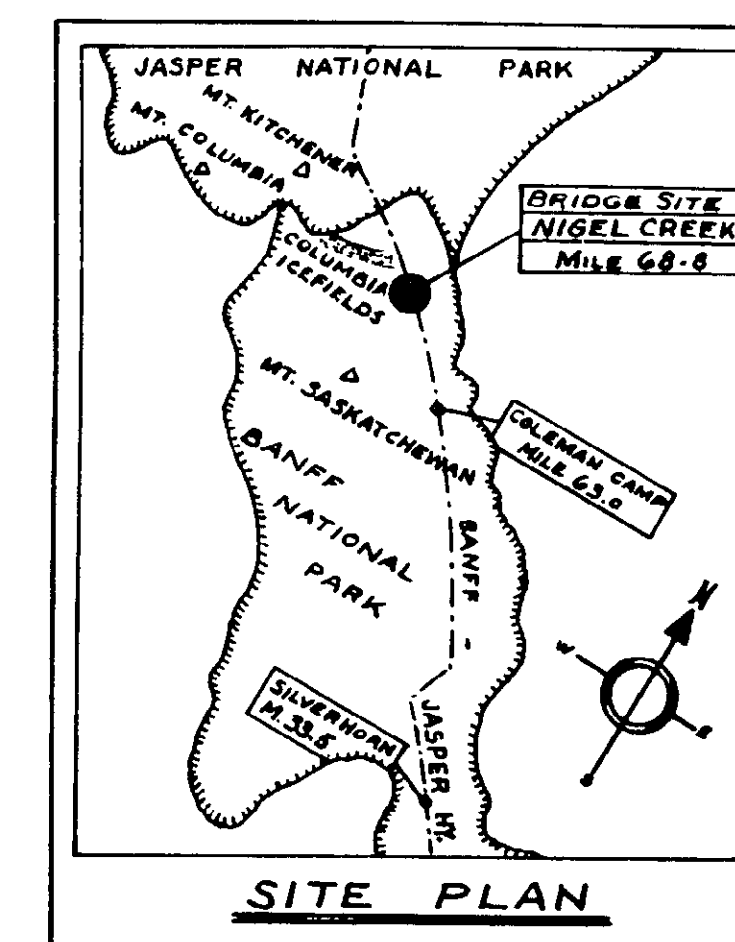 JASPER NATIONAL PARK
MT. KITCHENER
MT. COLUMBIA
BRIDGE SITE
NIGEL CREEK
MILE 68.8
COLUMBIA
ICEFIELDS
MT. SASKATCHEWAN
COLEMAN CAMP
MILE 63.0
BANFF
NATIONAL
PARK
BANFF -
JASPER HY.
SILVERHORN
M. 33.5
N
W
E
SITE PLAN